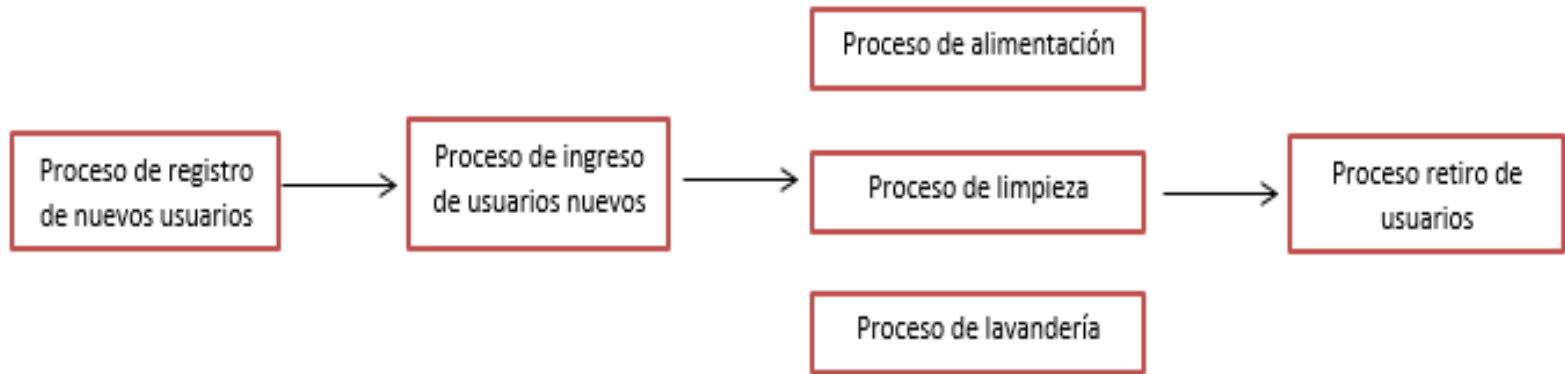 Proceso de registro
de nuevos usuarios
Proceso de ingreso
de usuarios nuevos
Proceso de alimentación
Proceso de limpieza
Proceso de lavandería
Proceso retiro de
usuarios